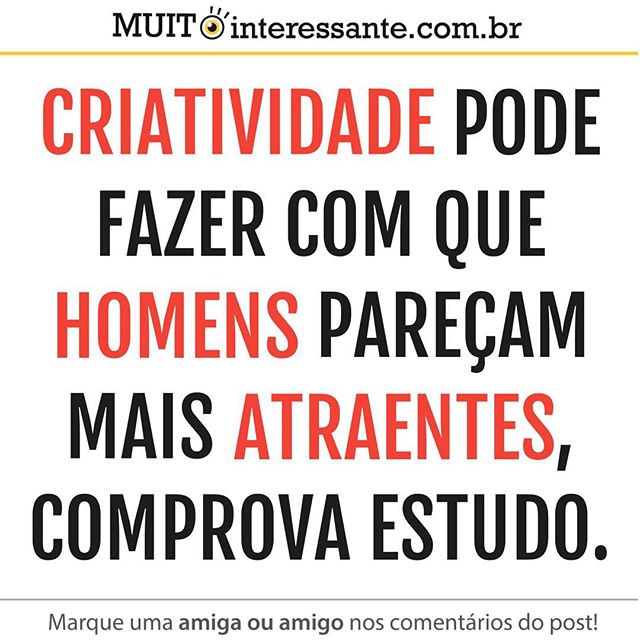 MUITO interessante.com.br
CRIATIVIDADE PODE
FAZER COM QUE
HOMENS PAREÇAM
MAIS ATRAENTES,
COMPROVA ESTUDO.
Marque uma amiga ou amigo nos comentários do post!